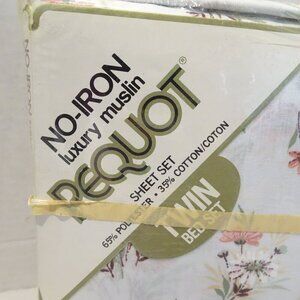 NO-IRON
luxury muslin
PEQUOT
SHEET SET
65% POLYESTER • 35% COTTON/COTON
TWIN
BED SET